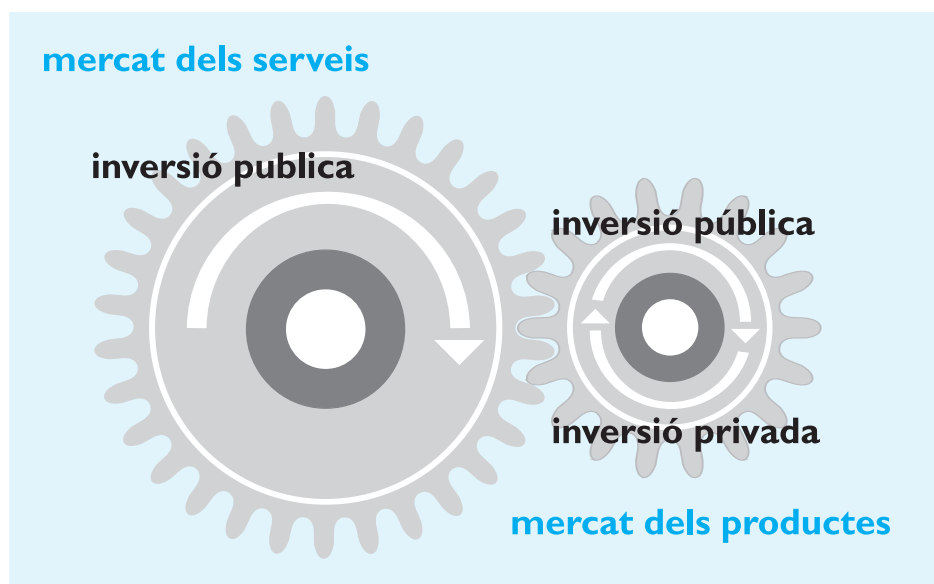 mercat dels serveis
inversió publica
inversió pública
inversió privada
mercat dels productes